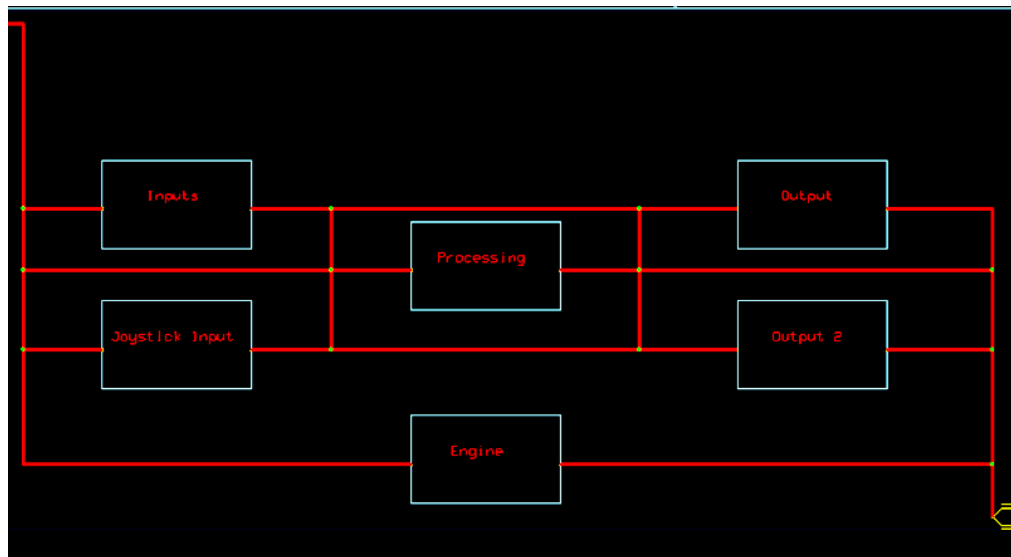 Inputs
Output
Processing
Joystick Input
Output 2
Engine